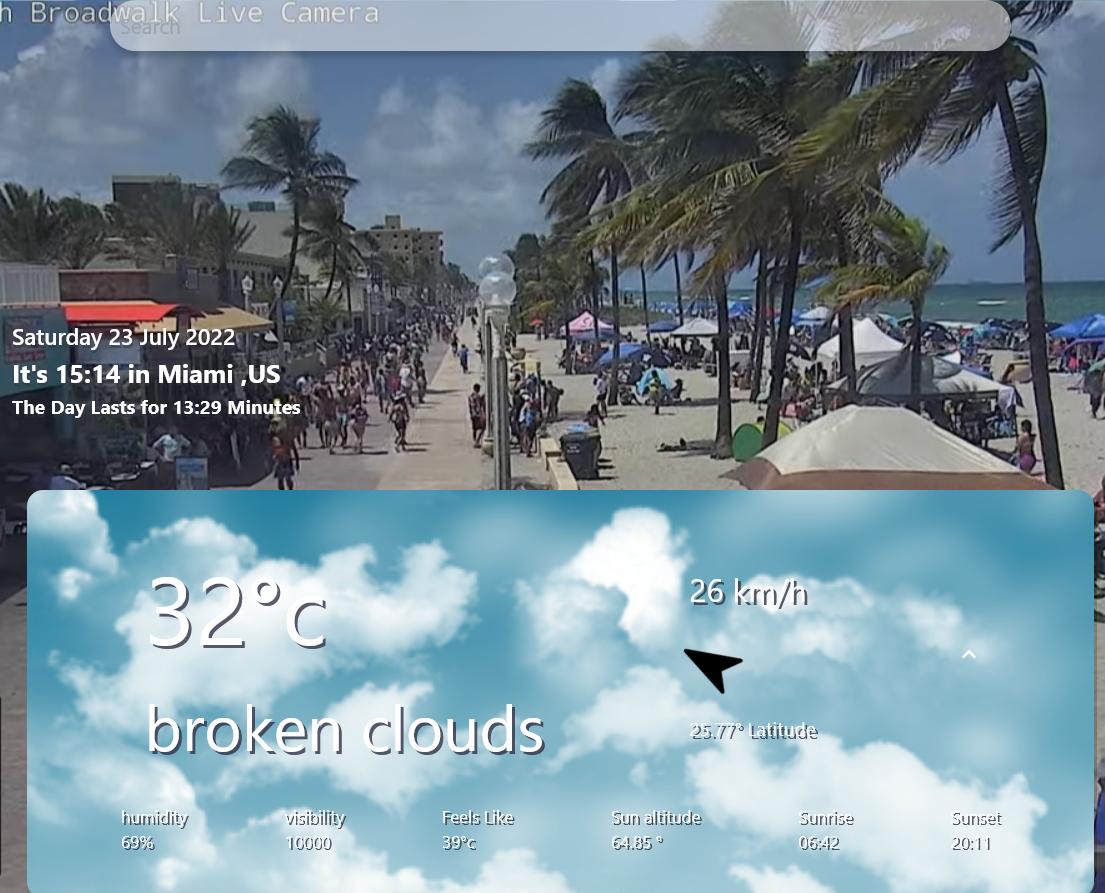 h Broadwalk Live Camera
Search
Saturday 23 July 2022
It's 15:14 in Miami ,US
The Day Lasts for 13:29 Minutes
32°c
26 km/h
broken clouds
25.77° Latitude
humidity
69%
visibility
10000
Feels Like
39°c
Sun altitude
64.85 °
Sunrise
06:42
Sunset
20:11